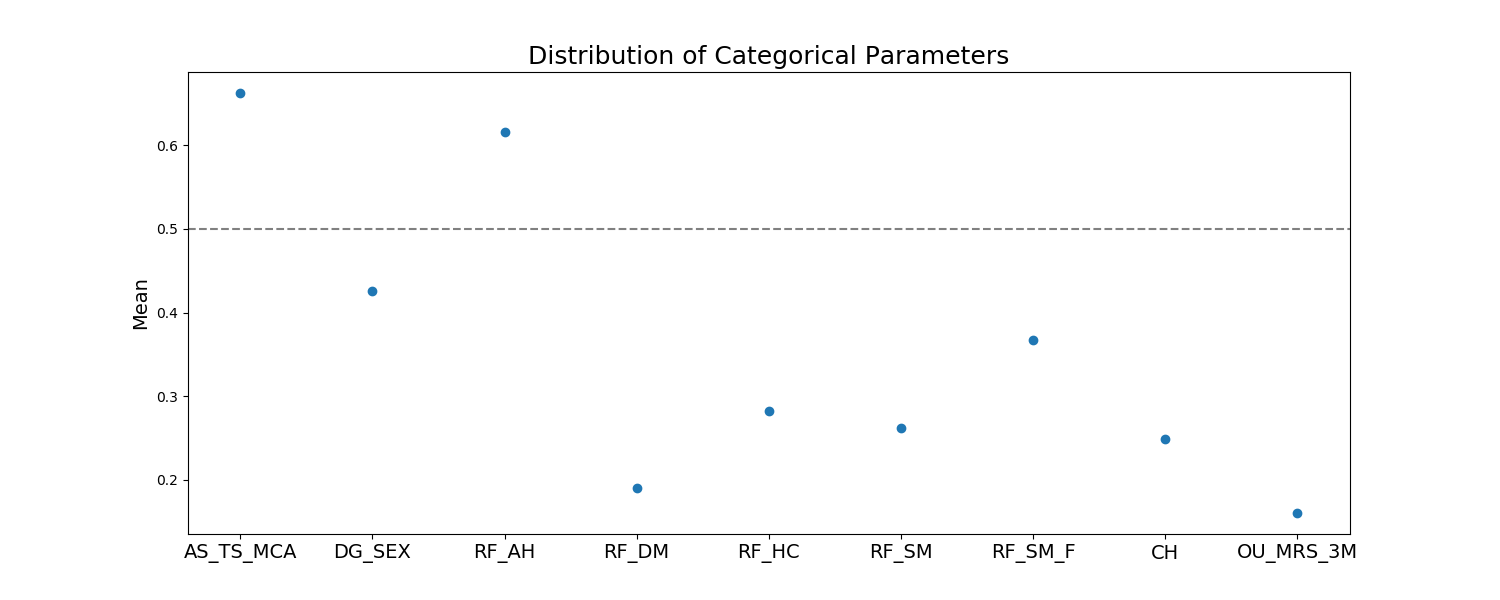 Distribution of Categorical Parameters
Mean
0.6
0.5
0.4
0.3
0.2
AS_TS_MCA DG_SEX RF_AH RF_DM RF_HC RF_SM RF_SM_F CH OU_MRS_3M